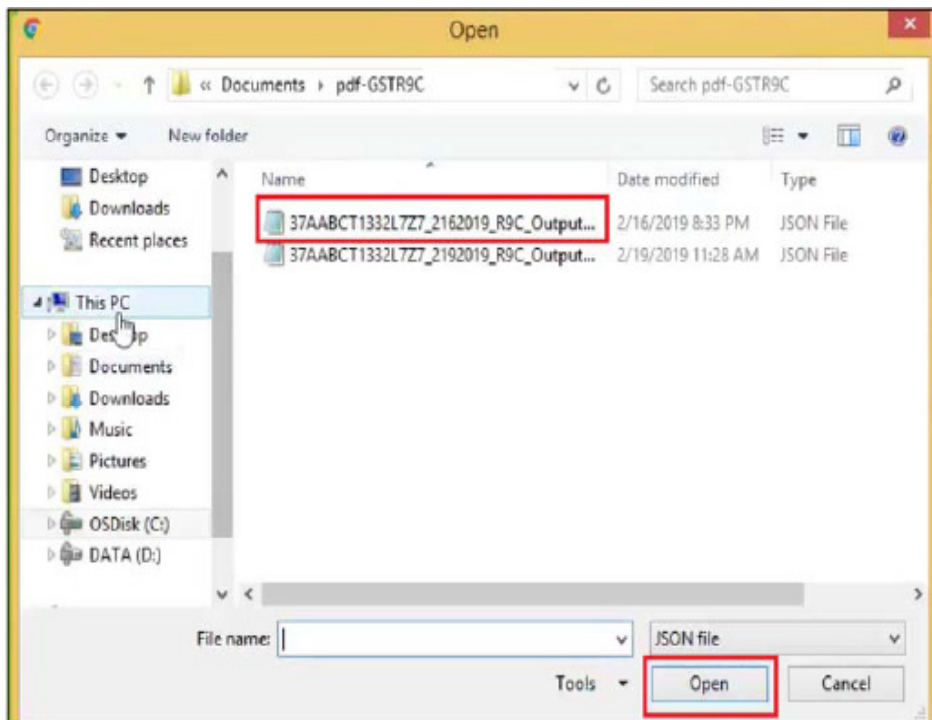 Open
« Documents › pdf-GSTR9C
Search pdf-GSTR9C
Organize
New folder
Desktop
Downloads
Recent places
This PC
Desktop
Documents
Downloads
Music
Pictures
Videos
OSDisk (C:)
DATA (D:)
Name Date modified Type
37AABCT1332L7Z7_2162019_R9C_Output... 2/16/2019 8:33 PM JSON File
37AABCT1332L7Z7_2192019_R9C_Output... 2/19/2019 11:28 AM JSON File
File name:
JSON file
Tools
Open
Cancel